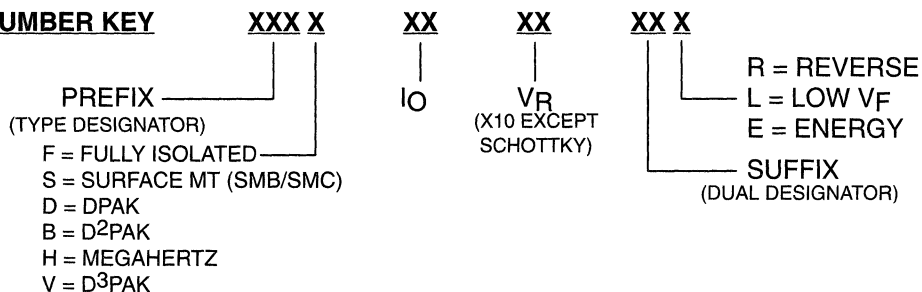 UMBER KEY XXX X XX XX XX X
R = REVERSE
PREFIX IO VR L = LOW VF
(TYPE DESIGNATOR) (X10 EXCEPT E = ENERGY
SCHOTTKY)
F = FULLY ISOLATED SUFFIX
S = SURFACE MT (SMB/SMC) (DUAL DESIGNATOR)
D = DPAK
B = D2PAK
H = MEGAHERTZ
V = D3PAK